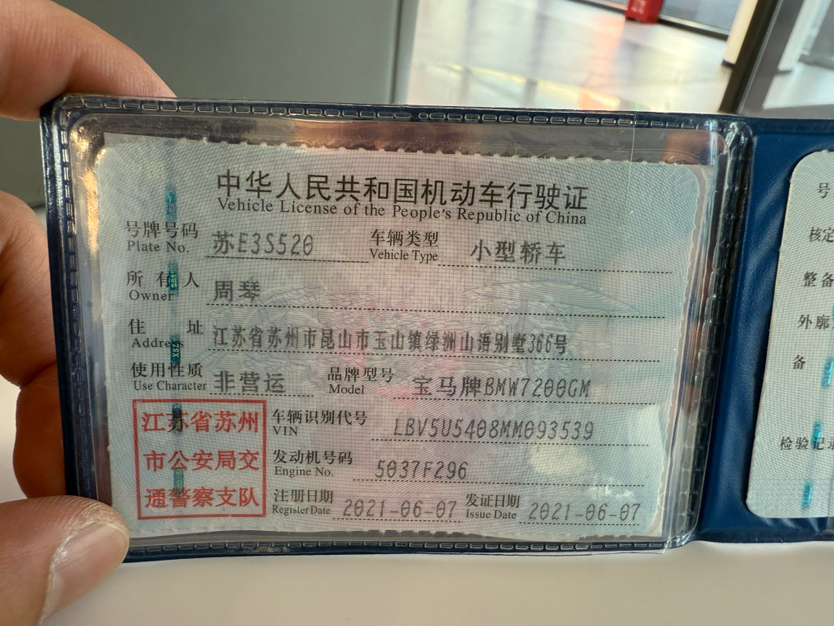 中华人民共和国机动车行驶证
Vehicle License of the People's Republic of China
号牌号码 苏E3S520 车辆类型 小型轿车
Plate No. Vehicle Type
所有人 周琴
Owner
住址 江苏省苏州市昆山市玉山镇绿洲山语别墅366号
Address
使用性质 非营运 品牌型号 宝马牌BMW7200GM
Use Character Model
江苏省苏州 车辆识别代号 LBV5U5408MM093539
VIN
市公安局交 发动机号码 5037F296
Engine No.
通警察支队 注册日期 2021-06-07 发证日期 2021-06-07
Register Date Issue Date
号
核定
整备
外廓
备
检验记录